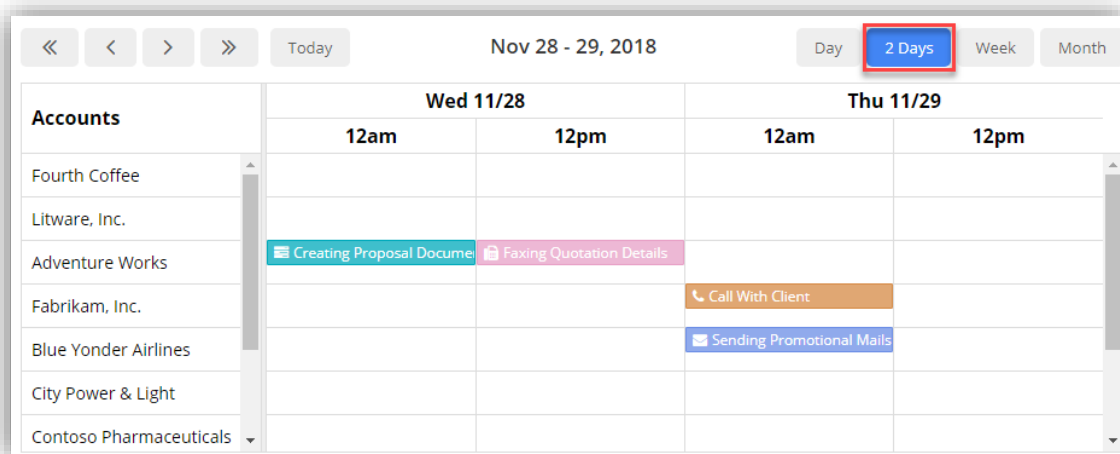 Today
Nov 28 - 29, 2018
Day
2 Days
Week
Month
Accounts
Wed 11/28
Thu 11/29
12am
12pm
12am
12pm
Fourth Coffee
Litware, Inc.
Adventure Works
Creating Proposal Docume
Faxing Quotation Details
Fabrikam, Inc.
Call With Client
Blue Yonder Airlines
Sending Promotional Mails
City Power & Light
Contoso Pharmaceuticals